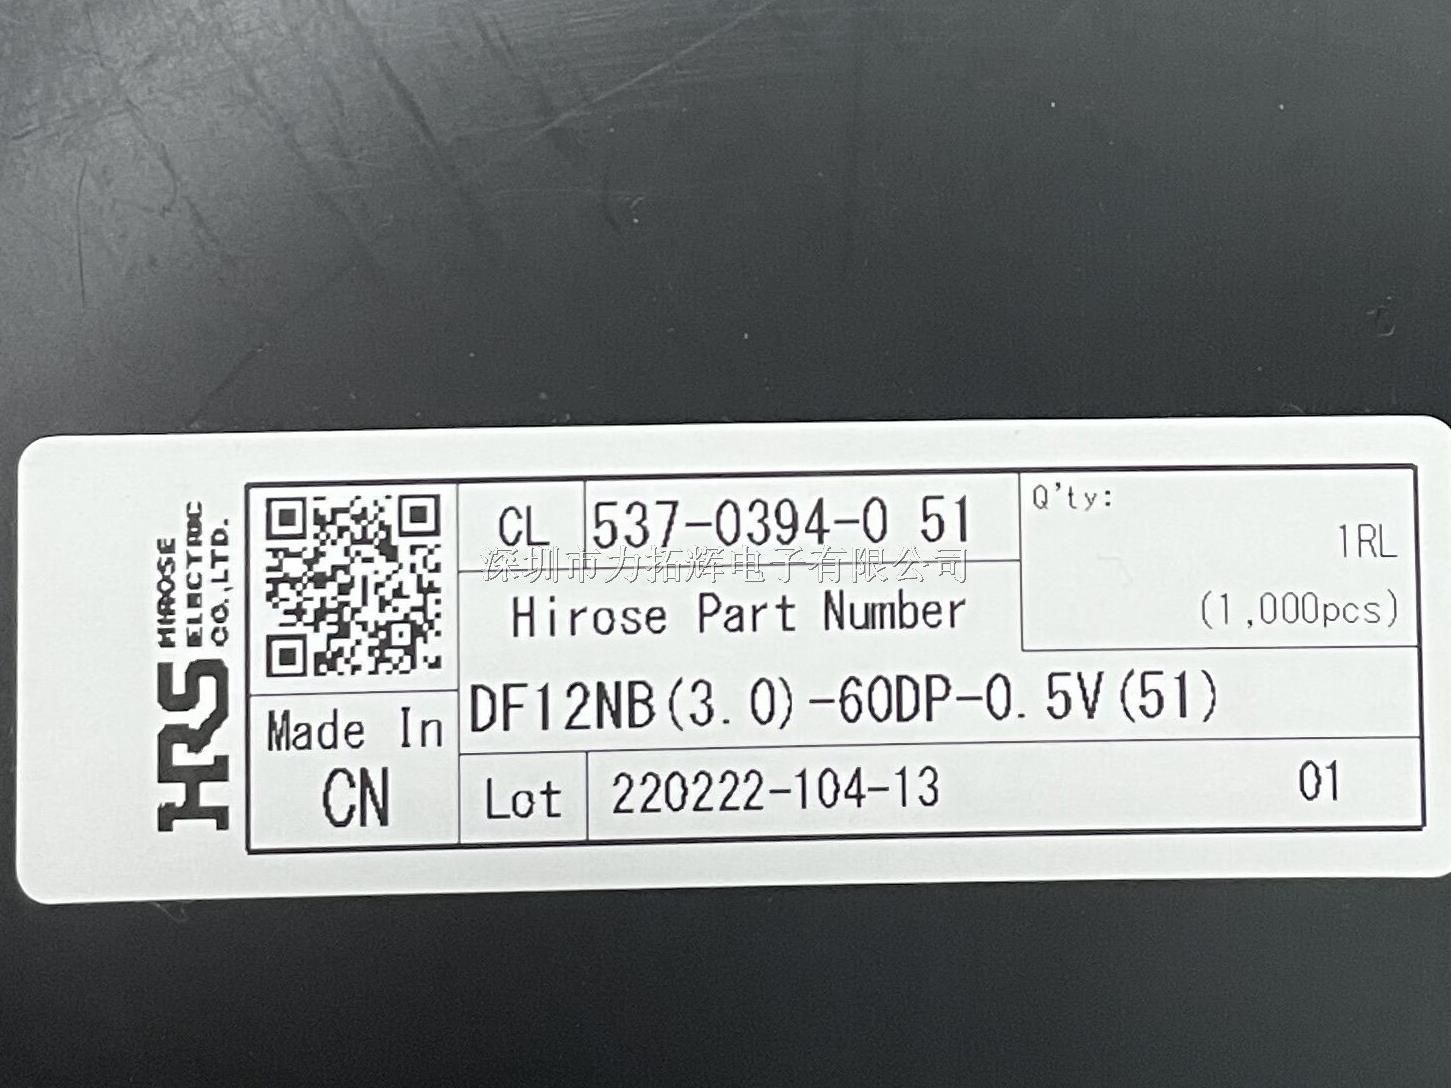 HRS HIROSE
ELECTRIC
CO.,LTD.
CL 537-0394-0 51
Q'ty:
1RL
(1,000pcs)
深圳市力拓辉电子有限公司
Hirose Part Number
DF12NB(3.0)-60DP-0.5V(51)
Made In
CN
Lot 220222-104-13 01